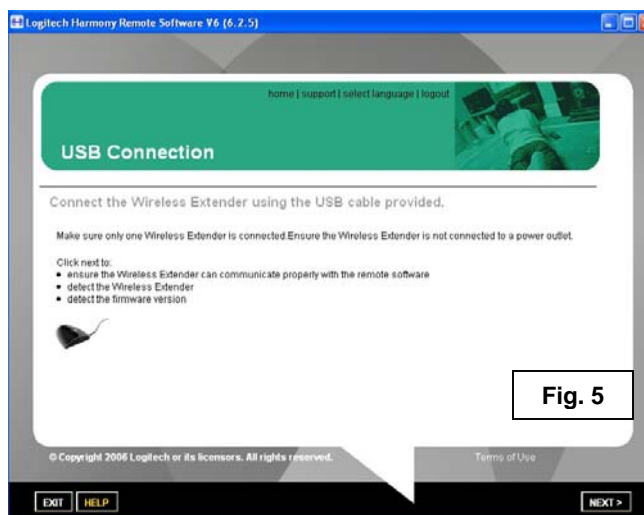 Logitech Harmony Remote Software V6 (6.2.5)
home | support | select language | logout
USB Connection
Connect the Wireless Extender using the USB cable provided.
Make sure only one Wireless Extender is connected.Ensure the Wireless Extender is not connected to a power outlet.
Click next to:
• ensure the Wireless Extender can communicate properly with the remote software
• detect the Wireless Extender
• detect the firmware version
Fig. 5
© Copyright 2006 Logitech or its licensors. All rights reserved. Terms of Use
EXIT HELP NEXT >